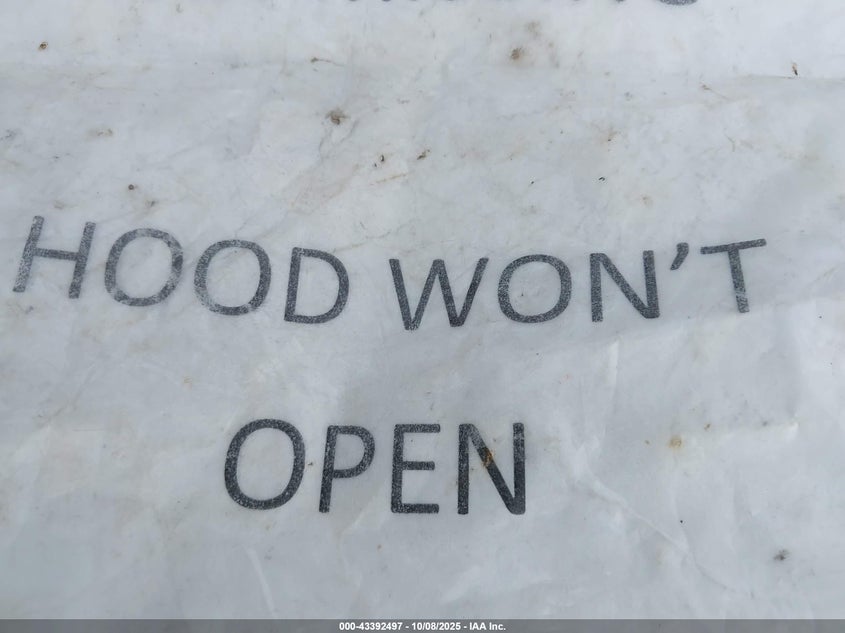 HOOD WON'T
OPEN
000-43392497 - 10/08/2025 - IAA Inc.